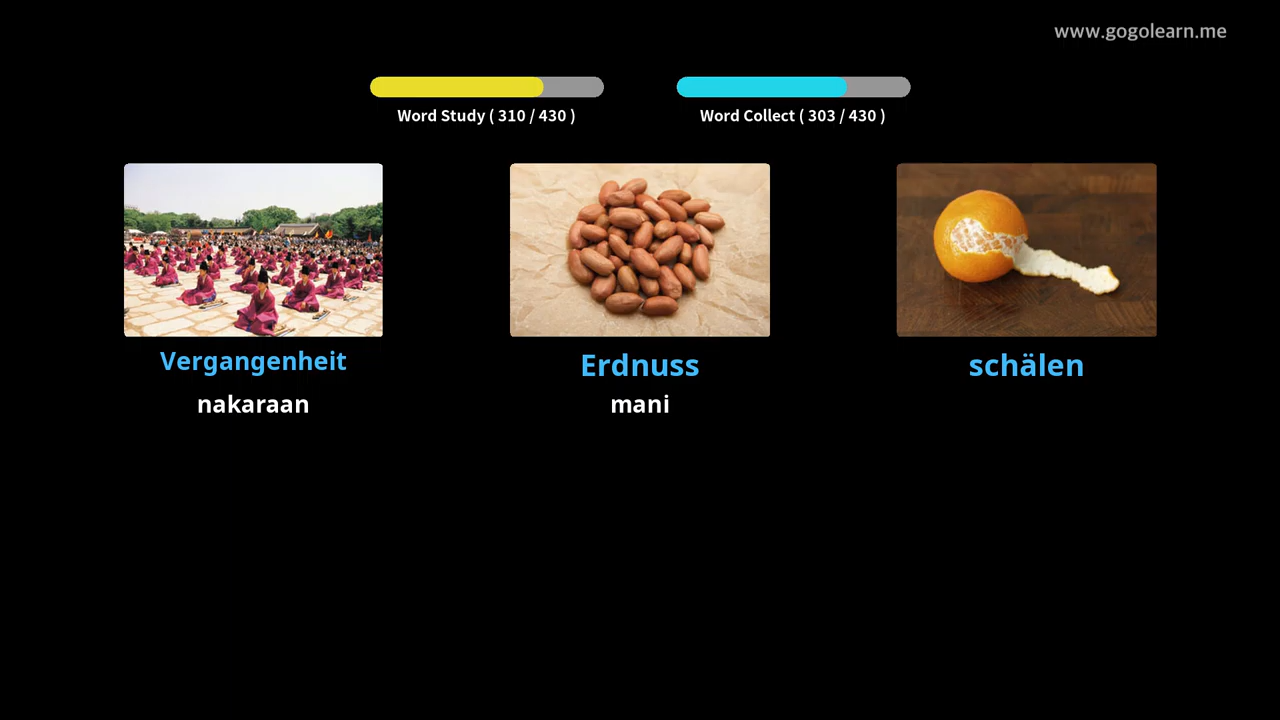 www.gogolearn.me
Word Study ( 310 / 430 )
Word Collect ( 303 / 430 )
Vergangenheit
nakaraan
Erdnuss
mani
schälen